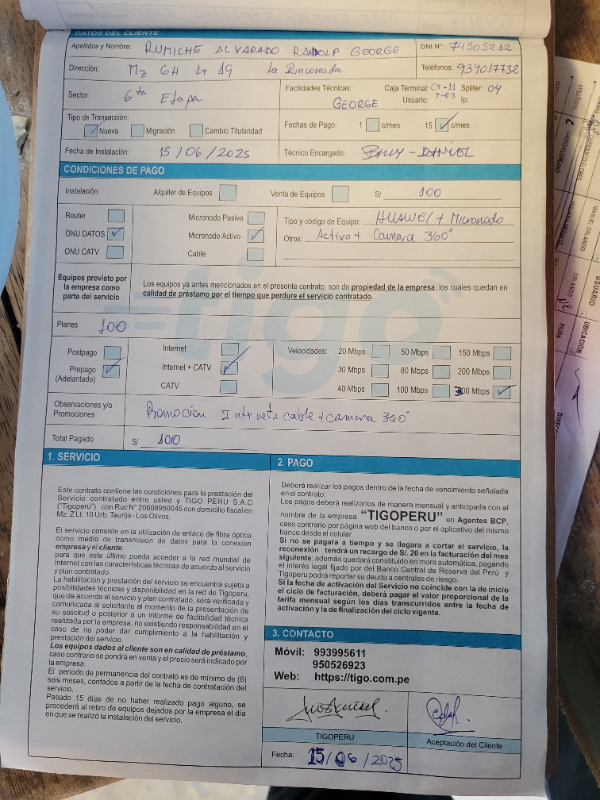 DATOS DEL CLIENTE
Apellidos y Nombre: RUMICHE ALVARADO RANDOLP GEORGE DNI N°: 71505212
Dirección: Mz GH Lt 19 La Rinconada Teléfonos: 939017732
Sector: 6ta Etapa Facilidades Técnicas: GEORGE Caja Terminal: CT-11 Spliter: 04
Usuario: T-03 Ip:
Tipo de Transacción:
Nueva Migración Cambio Titularidad Fechas de Pago: 1 c/mes 15 c/mes
Fecha de Instalación: 15/06/2025 Técnico Encargado: BILLY-DANIEL
CONDICIONES DE PAGO
Instalación Alquiler de Equipos Venta de Equipos S/ 100
Router Micronodo Pasivo Tipo y código de Equipo: HUAWEI + Micronodo
ONU DATOS Micronodo Activo Otros: Activo + Camara 360°
ONU CATV Cable
Equipos provisto por la empresa como parte del servicio
Los equipos ya antes mencionados en el presente contrato, son de propiedad de la empresa, los cuales quedan en
calidad de préstamo por el tiempo que perdure el servicio contratado.
tigo
Planes 100
Postpago Internet Velocidades: 20 Mbps 50 Mbps 150 Mbps
Prepago (Adelantado) Internet + CATV 30 Mbps 80 Mbps 200 Mbps
CATV 40 Mbps 100 Mbps 300 Mbps
Observaciones y/o Promociones Promoción Internet+ cable + camara 360°
Total Pagado S/ 100
1. SERVICIO
Este contrato contiene las condiciones para la prestación del
Servicio contratado entre usted y TIGO PERU S.A.C
("Tigoperu") con Ruc N° 20608950045 con domicilio fiscal en
Mz. Z Lt. 10 Urb. Taurija - Los Olivos.
El servicio consiste en la utilización de enlace de fibra óptica
como medio de transmisión de datos para la conexión
empresa y el cliente.
para que este último pueda acceder a la red mundial de
Internet con las características técnicas de acuerdo al servicio
y plan contratado.
La habilitación y prestación del servicio se encuentra sujeta a
posibilidades técnicas y disponibilidad en la red de Tigoperu,
que de acuerdo al servicio y plan contratado, será verificada y
comunicada al solicitante al momento de la presentación de
su solicitud o posterior a un informe de factibilidad técnica
realizada por la empresa, no existiendo responsabilidad en el
caso de no poder dar cumplimiento a la habilitación y
prestación del servicio.
Los equipos dados al cliente son en calidad de préstamo,
caso contrario se pondrá en venta y el precio será indicado por
la empresa.
El periodo de permanencia del contrato es de mínimo de (6)
seis meses, contados a partir de la fecha de contratación del
servicio.
Pasado 15 días de no haber realizado pago alguno, se
procederá al retiro de equipos dejados por la empresa el día
en que se realizó la instalación del servicio.
2. PAGO
Deberá realizar los pagos dentro de la fecha de vencimiento señalada
en el contrato.
Los pagos deberá realizarlos de manera mensual y anticipada con el
nombre de la empresa "TIGOPERU" en Agentes BCP,
caso contrario por página web del banco ó por el aplicativo del mismo
banco desde el celular.
Si no se pagará a tiempo y se llegara a cortar el servicio, la
reconexión tendrá un recargo de S/. 20 en la facturación del mes
siguiente; además quedará constituido en mora automática, pagando
el interés legal fijado por del Banco Central de Reserva del Perú y
Tigoperu podrá reportar su deuda a centrales de riesgo.
Si la fecha de activación del Servicio no coincide con la de inicio
el ciclo de facturación, deberá pagar el valor proporcional de la
tarifa mensual según los días transcurridos entre la fecha de
activación y la de finalización del ciclo vigente.
3. CONTACTO
Móvil: 993995611
950526923
Web: https://tigo.com.pe
TIGOPERU Aceptación del Cliente
Fecha: 15/06/2025
USUARIO
UBICACION